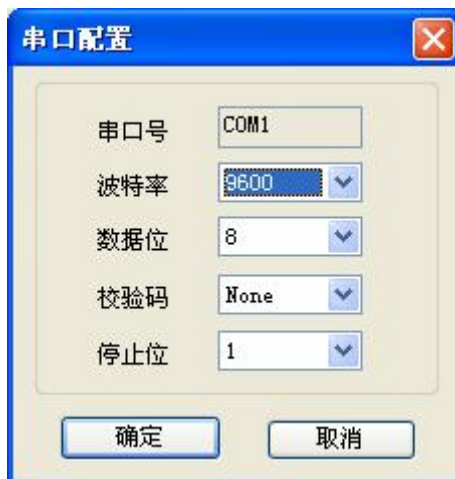 串口配置
串口号 COM1
波特率 9600
数据位 8
校验码 None
停止位 1
确定 取消